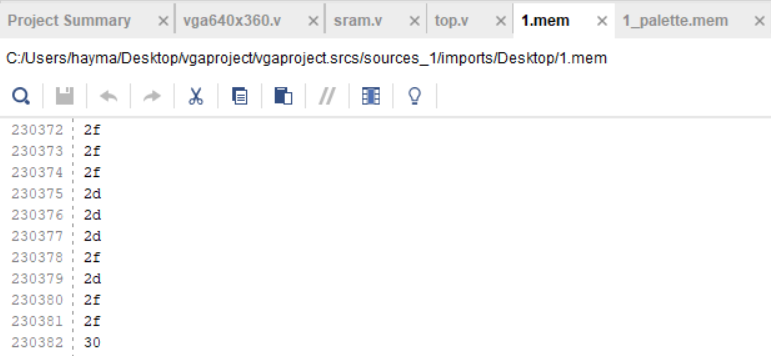 Project Summary × vga640x360.v × sram.v × top.v × 1.mem × 1_palette.mem ×
C:/Users/hayma/Desktop/vgaproject/vgaproject.srcs/sources_1/imports/Desktop/1.mem
//
230372 2f
230373 2f
230374 2f
230375 2d
230376 2d
230377 2d
230378 2f
230379 2d
230380 2f
230381 2f
230382 30